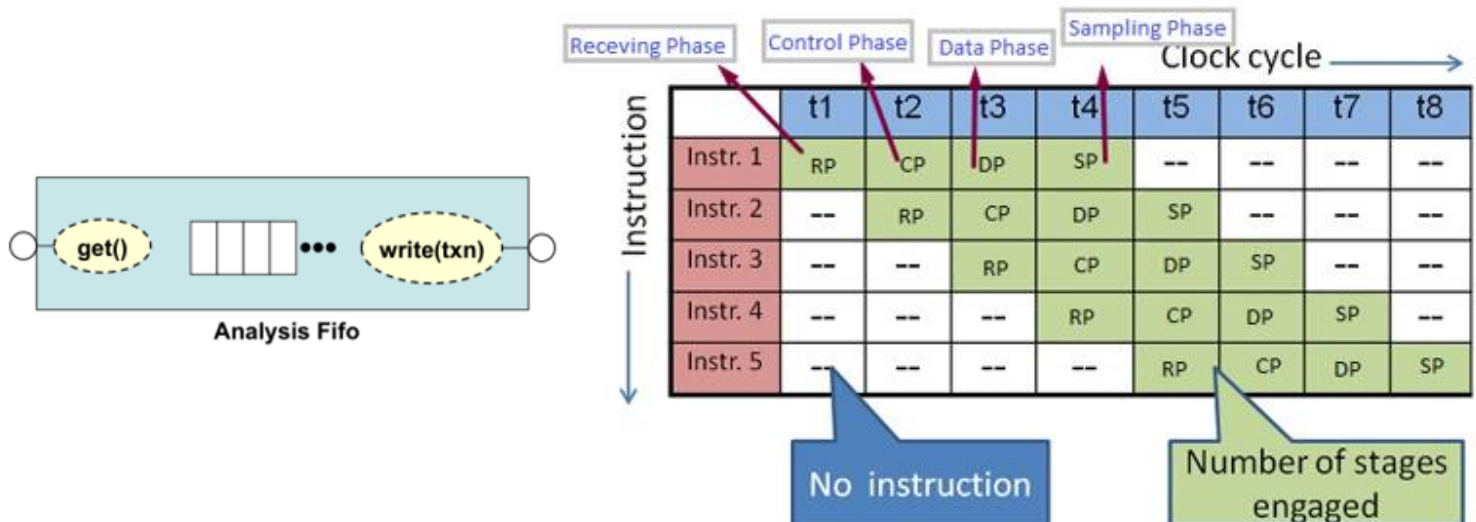 get()
write(txn)
Analysis Fifo
Receving Phase
Control Phase
Data Phase
Sampling Phase
Clock cycle
Instruction
t1 t2 t3 t4 t5 t6 t7 t8
Instr. 1 RP CP DP SP -- -- -- --
Instr. 2 -- RP CP DP SP -- -- --
Instr. 3 -- -- RP CP DP SP -- --
Instr. 4 -- -- -- RP CP DP SP --
Instr. 5 -- -- -- -- RP CP DP SP
No instruction
Number of stages
engaged